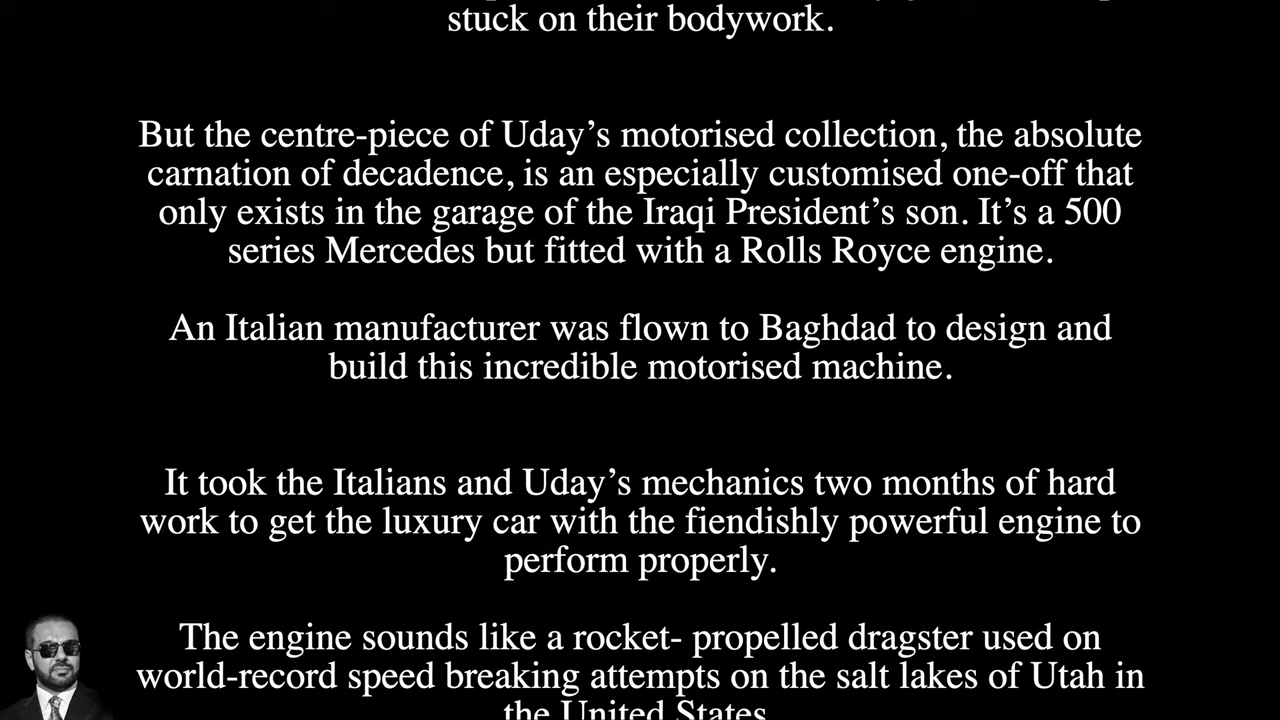 stuck on their bodywork.
But the centre-piece of Uday’s motorised collection, the absolute
carnation of decadence, is an especially customised one-off that
only exists in the garage of the Iraqi President’s son. It’s a 500
series Mercedes but fitted with a Rolls Royce engine.
An Italian manufacturer was flown to Baghdad to design and
build this incredible motorised machine.
It took the Italians and Uday’s mechanics two months of hard
work to get the luxury car with the fiendishly powerful engine to
perform properly.
The engine sounds like a rocket- propelled dragster used on
world-record speed breaking attempts on the salt lakes of Utah in
the United States.